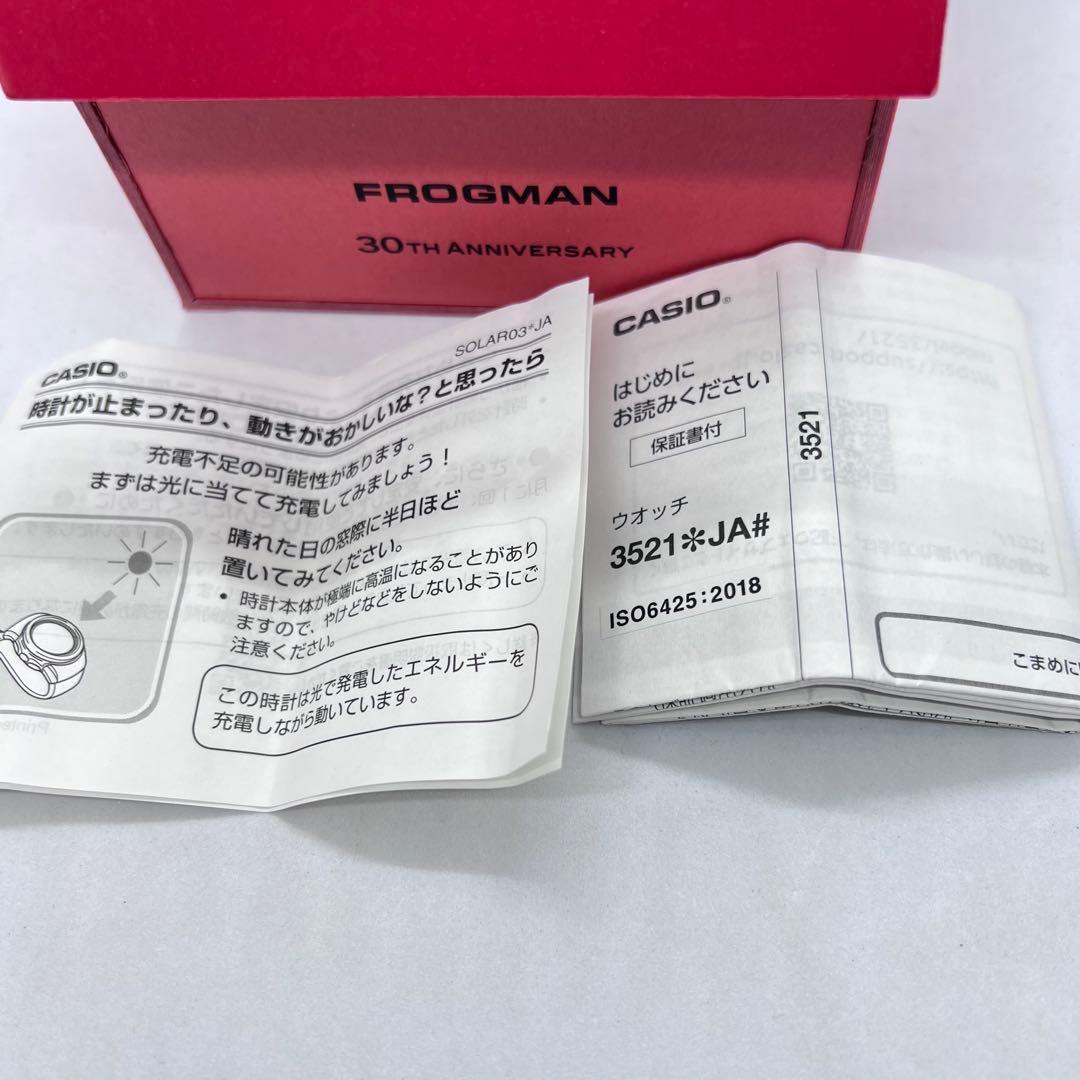 FROGMAN
30TH ANNIVERSARY
CASIO®
SOLAR03*JA
時計が止まったり、動きがおかしいな?と思ったら
充電不足の可能性があります。
まずは光に当てて充電してみましょう!
晴れた日の窓際に半日ほど
置いてみてください。
• 時計本体が極端に高温になることがあり
ますので、やけどなどをしないようにご
注意ください。
この時計は光で発電したエネルギーを
充電しながら動いています。
CASIO®
はじめに
お読みください
保証書付
ウオッチ
3521*JA#
ISO6425:2018
3521
こまめに